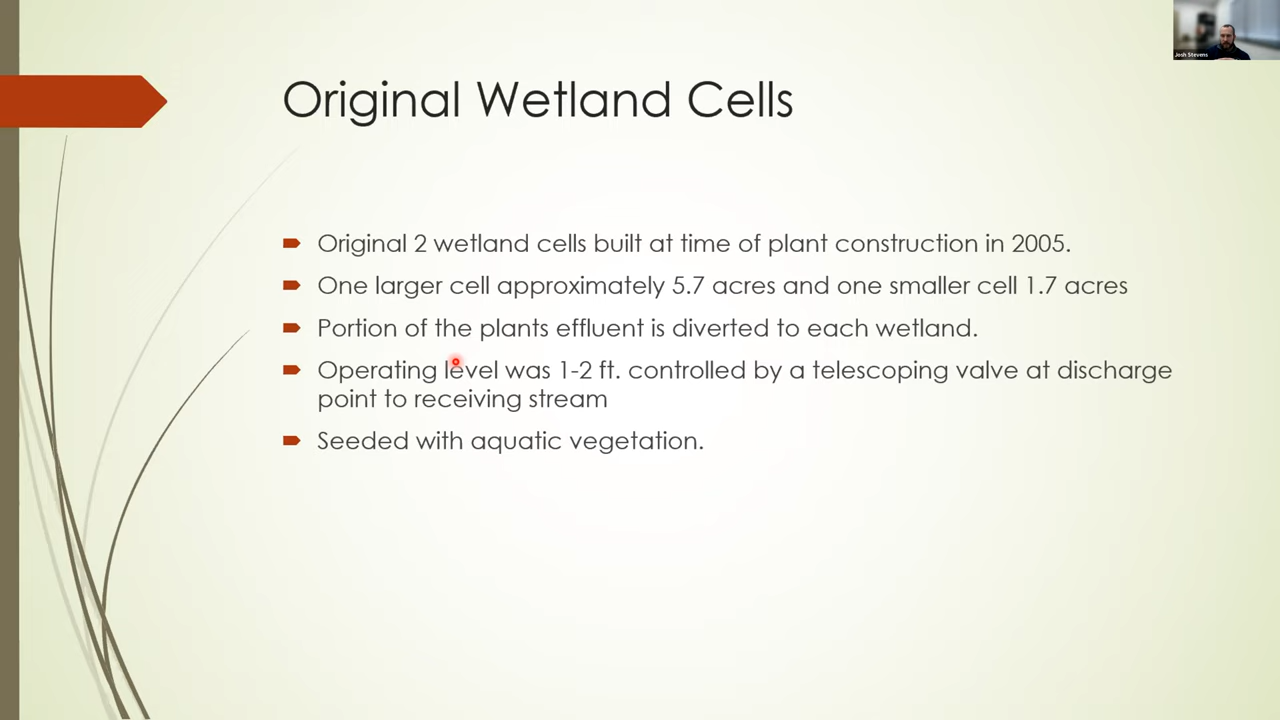 Josh Stevens
Original Wetland Cells
Original 2 wetland cells built at time of plant construction in 2005.
One larger cell approximately 5.7 acres and one smaller cell 1.7 acres
Portion of the plants effluent is diverted to each wetland.
Operating level was 1-2 ft. controlled by a telescoping valve at discharge
point to receiving stream
Seeded with aquatic vegetation.